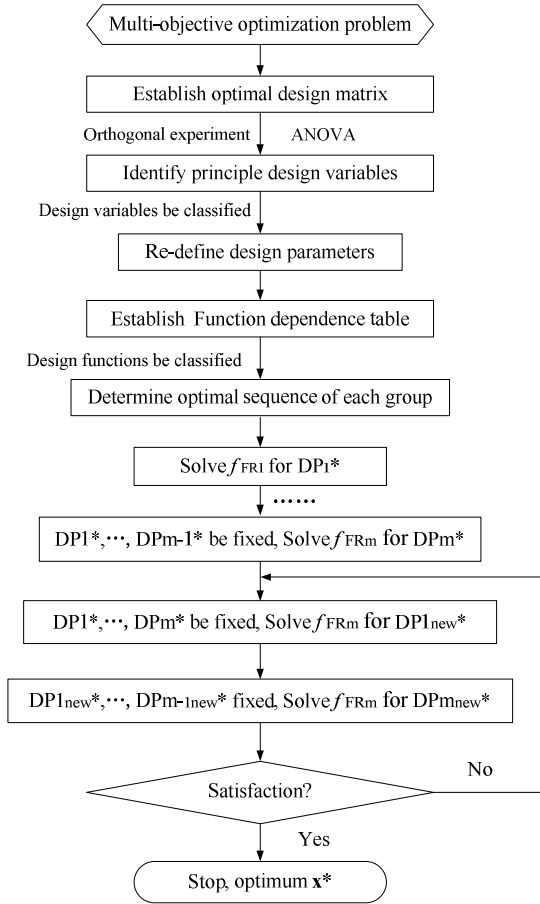 Multi-objective optimization problem
Establish optimal design matrix
Orthogonal experiment ANOVA
Identify principle design variables
Design variables be classified
Re-define design parameters
Establish Function dependence table
Design functions be classified
Determine optimal sequence of each group
Solve fFR1 for DP1*
……
DP1*,…, DPm-1* be fixed, Solve fFRm for DPm*
DP1*,…, DPm* be fixed, Solve fFRm for DP1new*
DP1new*,…, DPm-1new* fixed, Solve fFRm for DPmnew*
Satisfaction?
No
Yes
Stop, optimum x*